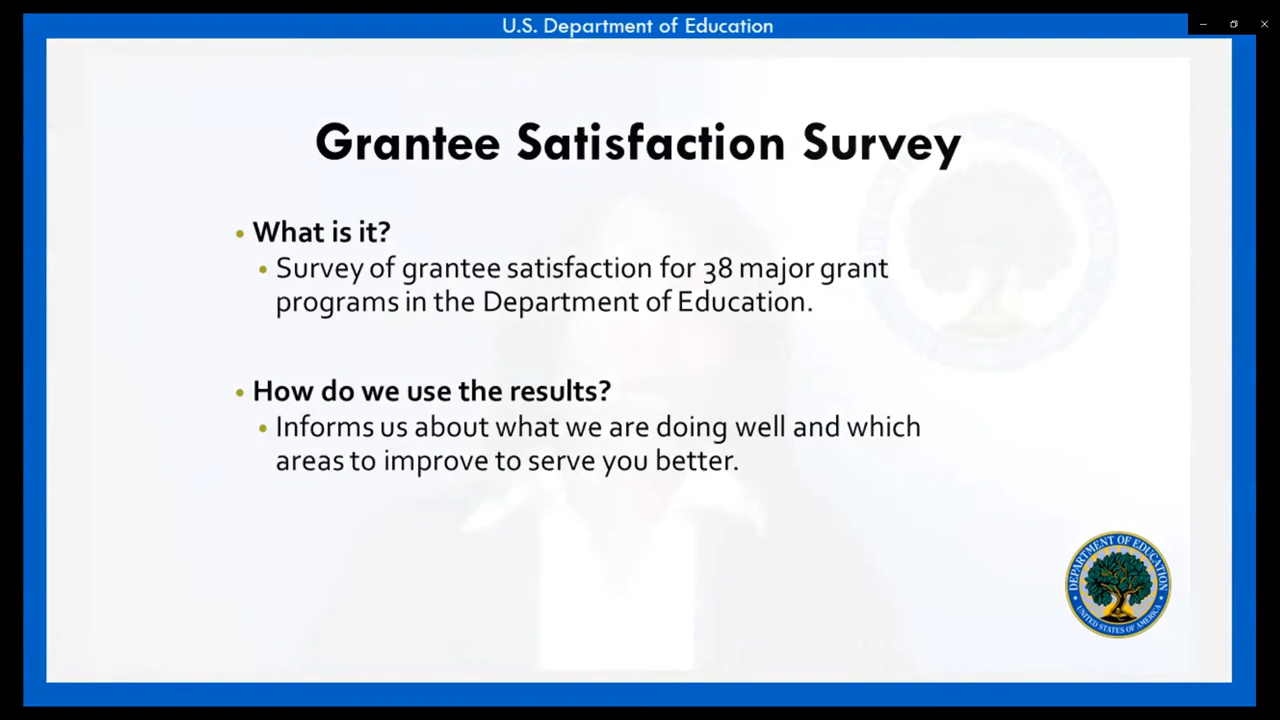 U.S. Department of Education
Grantee Satisfaction Survey
• What is it?
• Survey of grantee satisfaction for 38 major grant
programs in the Department of Education.
• How do we use the results?
• Informs us about what we are doing well and which
areas to improve to serve you better.
DEPARTMENT OF EDUCATION
UNITED STATES OF AMERICA